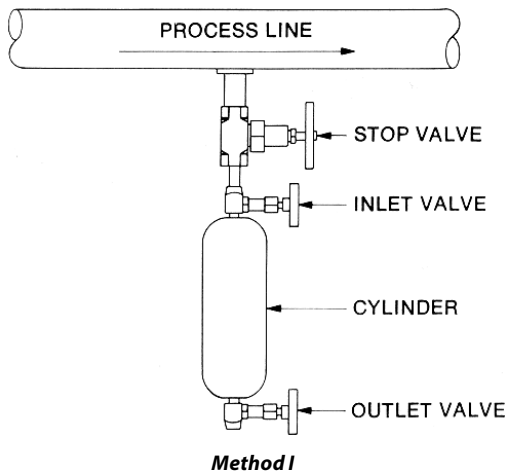 PROCESS LINE
STOP VALVE
INLET VALVE
CYLINDER
OUTLET VALVE
Method I